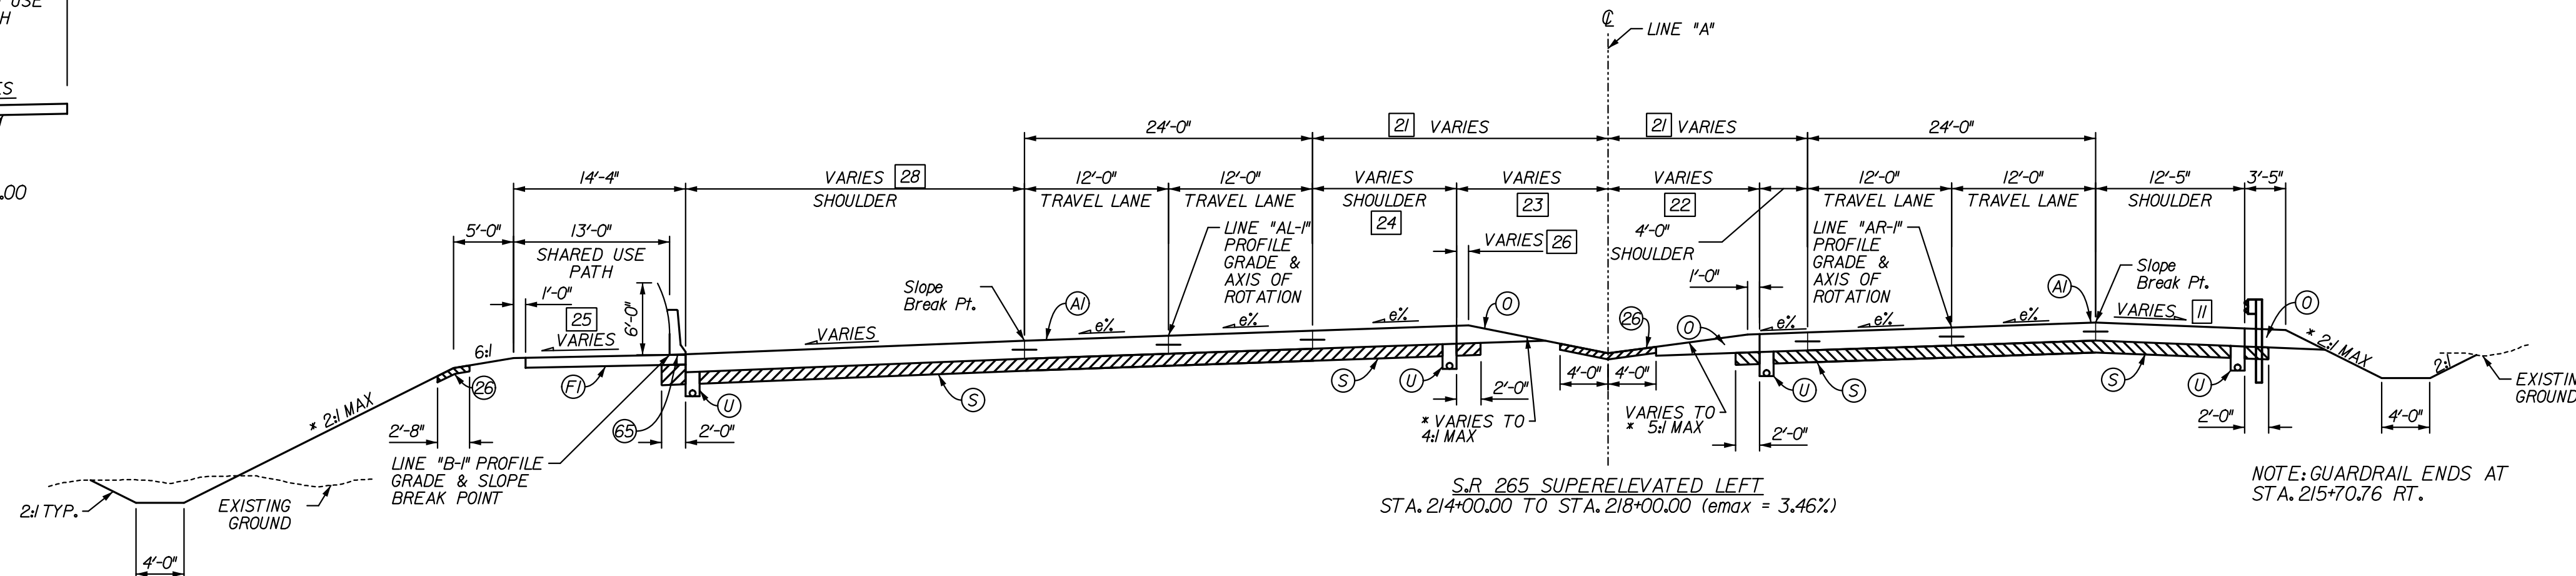 USE
H
ES
.00
℄
LINE "A"
24'-0"
21 VARIES
21 VARIES
24'-0"
14'-4"
VARIES 28
SHOULDER
12'-0"
TRAVEL LANE
12'-0"
TRAVEL LANE
VARIES
SHOULDER
24
VARIES
23
VARIES
22
4'-0"
SHOULDER
12'-0"
TRAVEL LANE
12'-0"
TRAVEL LANE
12'-5"
SHOULDER
3'-5"
5'-0"
13'-0"
SHARED USE
PATH
1'-0"
25
VARIES
6'-0"
6:1
VARIES
Slope
Break Pt.
A1
LINE "AL-1"
PROFILE
GRADE &
AXIS OF
ROTATION
e%
e%
e%
VARIES 26
O
26
O
1'-0"
e%
LINE "AR-1"
PROFILE
GRADE &
AXIS OF
ROTATION
e%
e%
A1
Slope
Break Pt.
VARIES 11
O
* 2:1 MAX
2:1
EXISTIN
GROUND
* 2:1 MAX
26
F1
65
U
S
S
U
2'-0"
* VARIES TO
4:1 MAX
4'-0"
4'-0"
VARIES TO
* 5:1 MAX
U
S
2'-0"
S
U
2'-0"
4'-0"
2'-8"
2'-0"
LINE "B-1" PROFILE
GRADE & SLOPE
BREAK POINT
2:1 TYP.
EXISTING
GROUND
4'-0"
S.R 265 SUPERELEVATED LEFT
STA. 214+00.00 TO STA. 218+00.00 (emax = 3.46%)
NOTE: GUARDRAIL ENDS AT
STA. 215+70.76 RT.